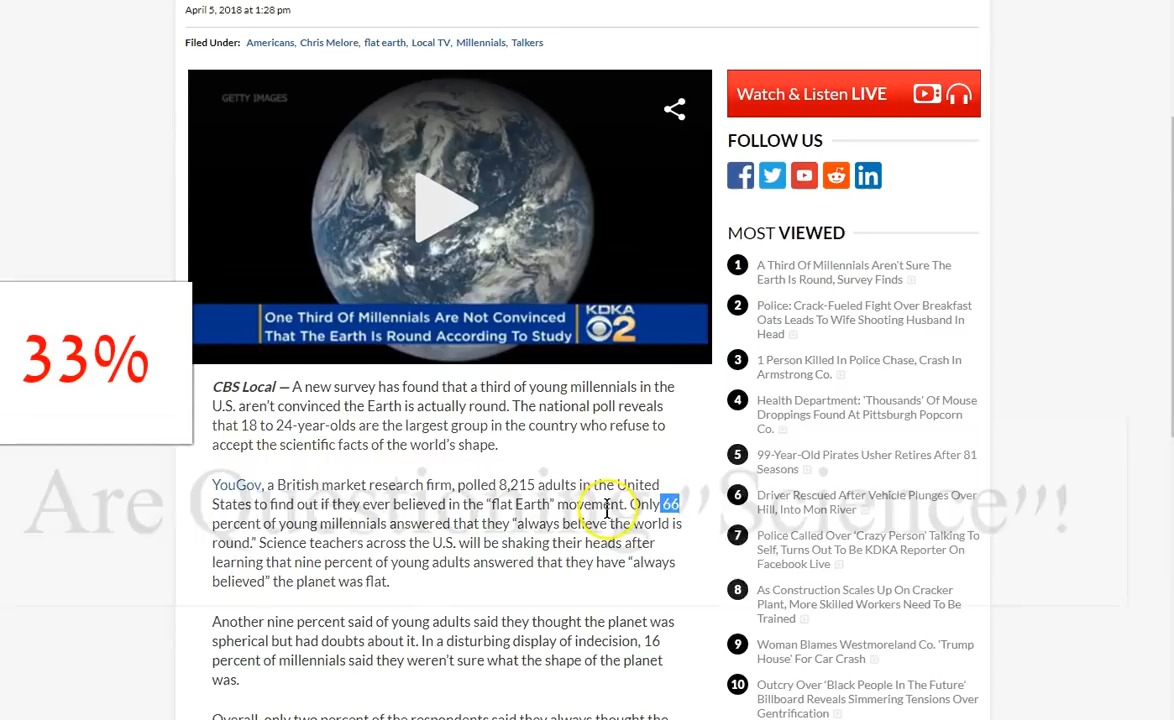 April 5, 2018 at 1:28 pm
Filed Under: Americans, Chris Melore, flat earth, Local TV, Millennials, Talkers
GETTY IMAGES
One Third Of Millennials Are Not Convinced
That The Earth Is Round According To Study
KDKA
2
33%
CBS Local — A new survey has found that a third of young millennials in the
U.S. aren't convinced the Earth is actually round. The national poll reveals
that 18 to 24-year-olds are the largest group in the country who refuse to
accept the scientific facts of the world's shape.
YouGov, a British market research firm, polled 8,215 adults in the United
States to find out if they ever believed in the “flat Earth” movement. Only 66
percent of young millennials answered that they “always believe the world is
round.” Science teachers across the U.S. will be shaking their heads after
learning that nine percent of young adults answered that they have “always
believed” the planet was flat.
Another nine percent said of young adults said they thought the planet was
spherical but had doubts about it. In a disturbing display of indecision, 16
percent of millennials said they weren't sure what the shape of the planet
was.
Overall, only two percent of the respondents said they always thought the
Are Questioning "Science"!
Watch & Listen LIVE
FOLLOW US
MOST VIEWED
1 A Third Of Millennials Aren't Sure The
Earth Is Round, Survey Finds
2 Police: Crack-Fueled Fight Over Breakfast
Oats Leads To Wife Shooting Husband In
Head
3 1 Person Killed In Police Chase, Crash In
Armstrong Co.
4 Health Department: 'Thousands' Of Mouse
Droppings Found At Pittsburgh Popcorn
Co.
5 99-Year-Old Pirates Usher Retires After 81
Seasons
6 Driver Rescued After Vehicle Plunges Over
Hill, Into Mon River
7 Police Called Over 'Crazy Person' Talking To
Self, Turns Out To Be KDKA Reporter On
Facebook Live
8 As Construction Scales Up On Cracker
Plant, More Skilled Workers Need To Be
Trained
9 Woman Blames Westmoreland Co. 'Trump
House' For Car Crash
10 Outcry Over 'Black People In The Future'
Billboard Reveals Simmering Tensions Over
Gentrification